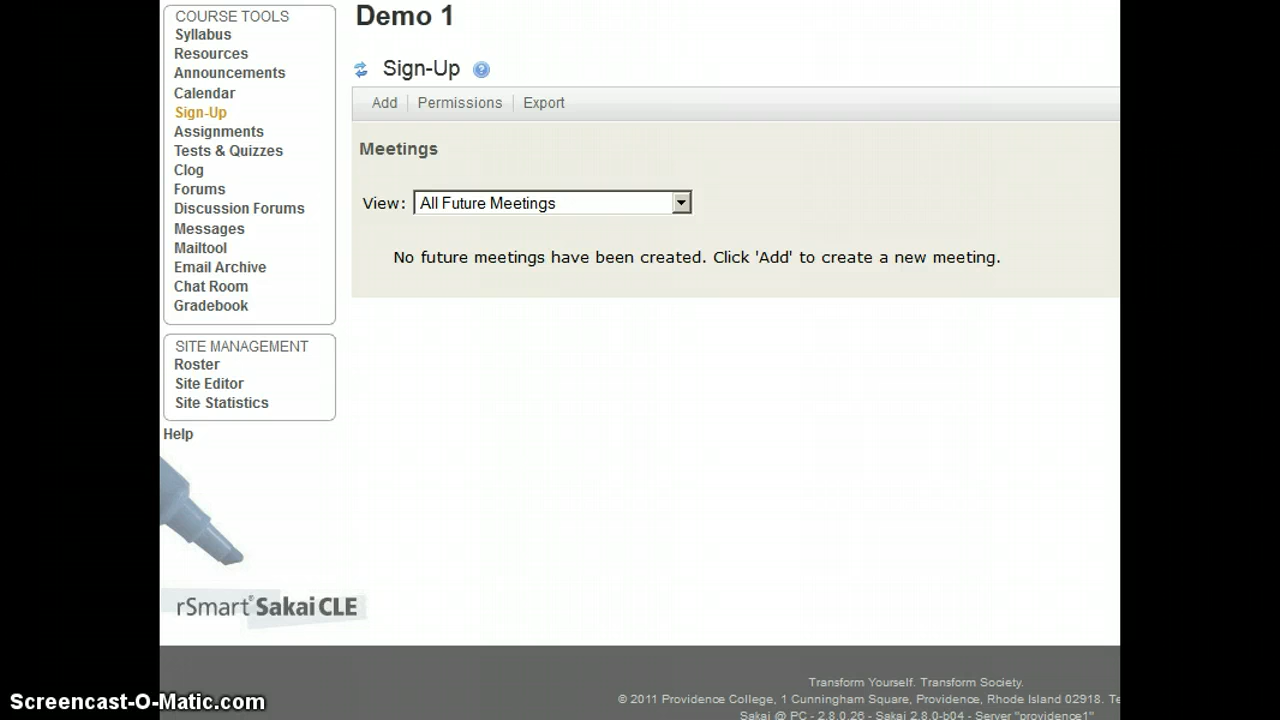 COURSE TOOLS
Syllabus
Resources
Announcements
Calendar
Sign-Up
Assignments
Tests & Quizzes
Clog
Forums
Discussion Forums
Messages
Mailtool
Email Archive
Chat Room
Gradebook
SITE MANAGEMENT
Roster
Site Editor
Site Statistics
Help
rSmart® Sakai CLE
Demo 1
Sign-Up ?
Add | Permissions | Export
Meetings
View: All Future Meetings
No future meetings have been created. Click 'Add' to create a new meeting.
Transform Yourself. Transform Society.
© 2011 Providence College, 1 Cunningham Square, Providence, Rhode Island 02918. Te
Sakai @ PC - 2.8.0.26 - Sakai 2.8.0-b04 - Server "providence1"
Screencast-O-Matic.com